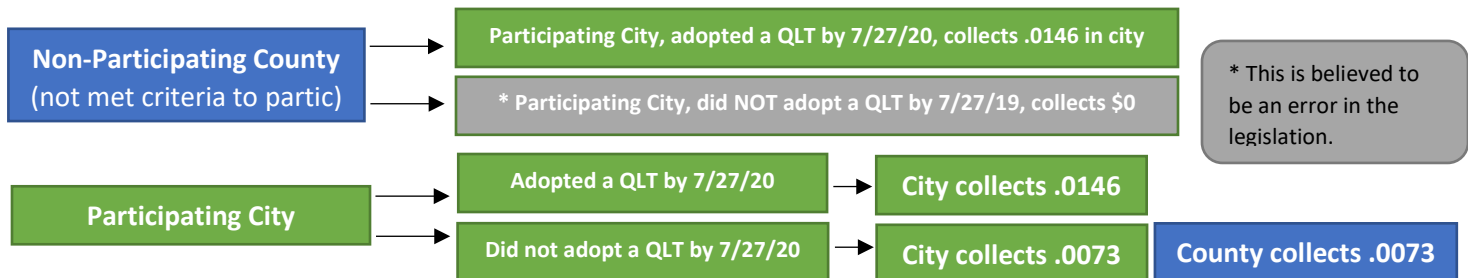 Non-Participating County
(not met criteria to partic)
Participating City, adopted a QLT by 7/27/20, collects .0146 in city
* Participating City, did NOT adopt a QLT by 7/27/19, collects $0
* This is believed to
be an error in the
legislation.
Participating City
Adopted a QLT by 7/27/20
City collects .0146
Did not adopt a QLT by 7/27/20
City collects .0073
County collects .0073